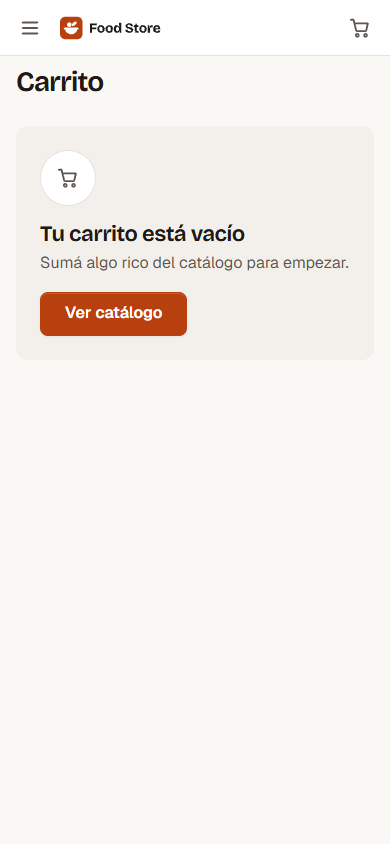 Food Store
Carrito
Tu carrito está vacío
Sumá algo rico del catálogo para empezar.
Ver catálogo